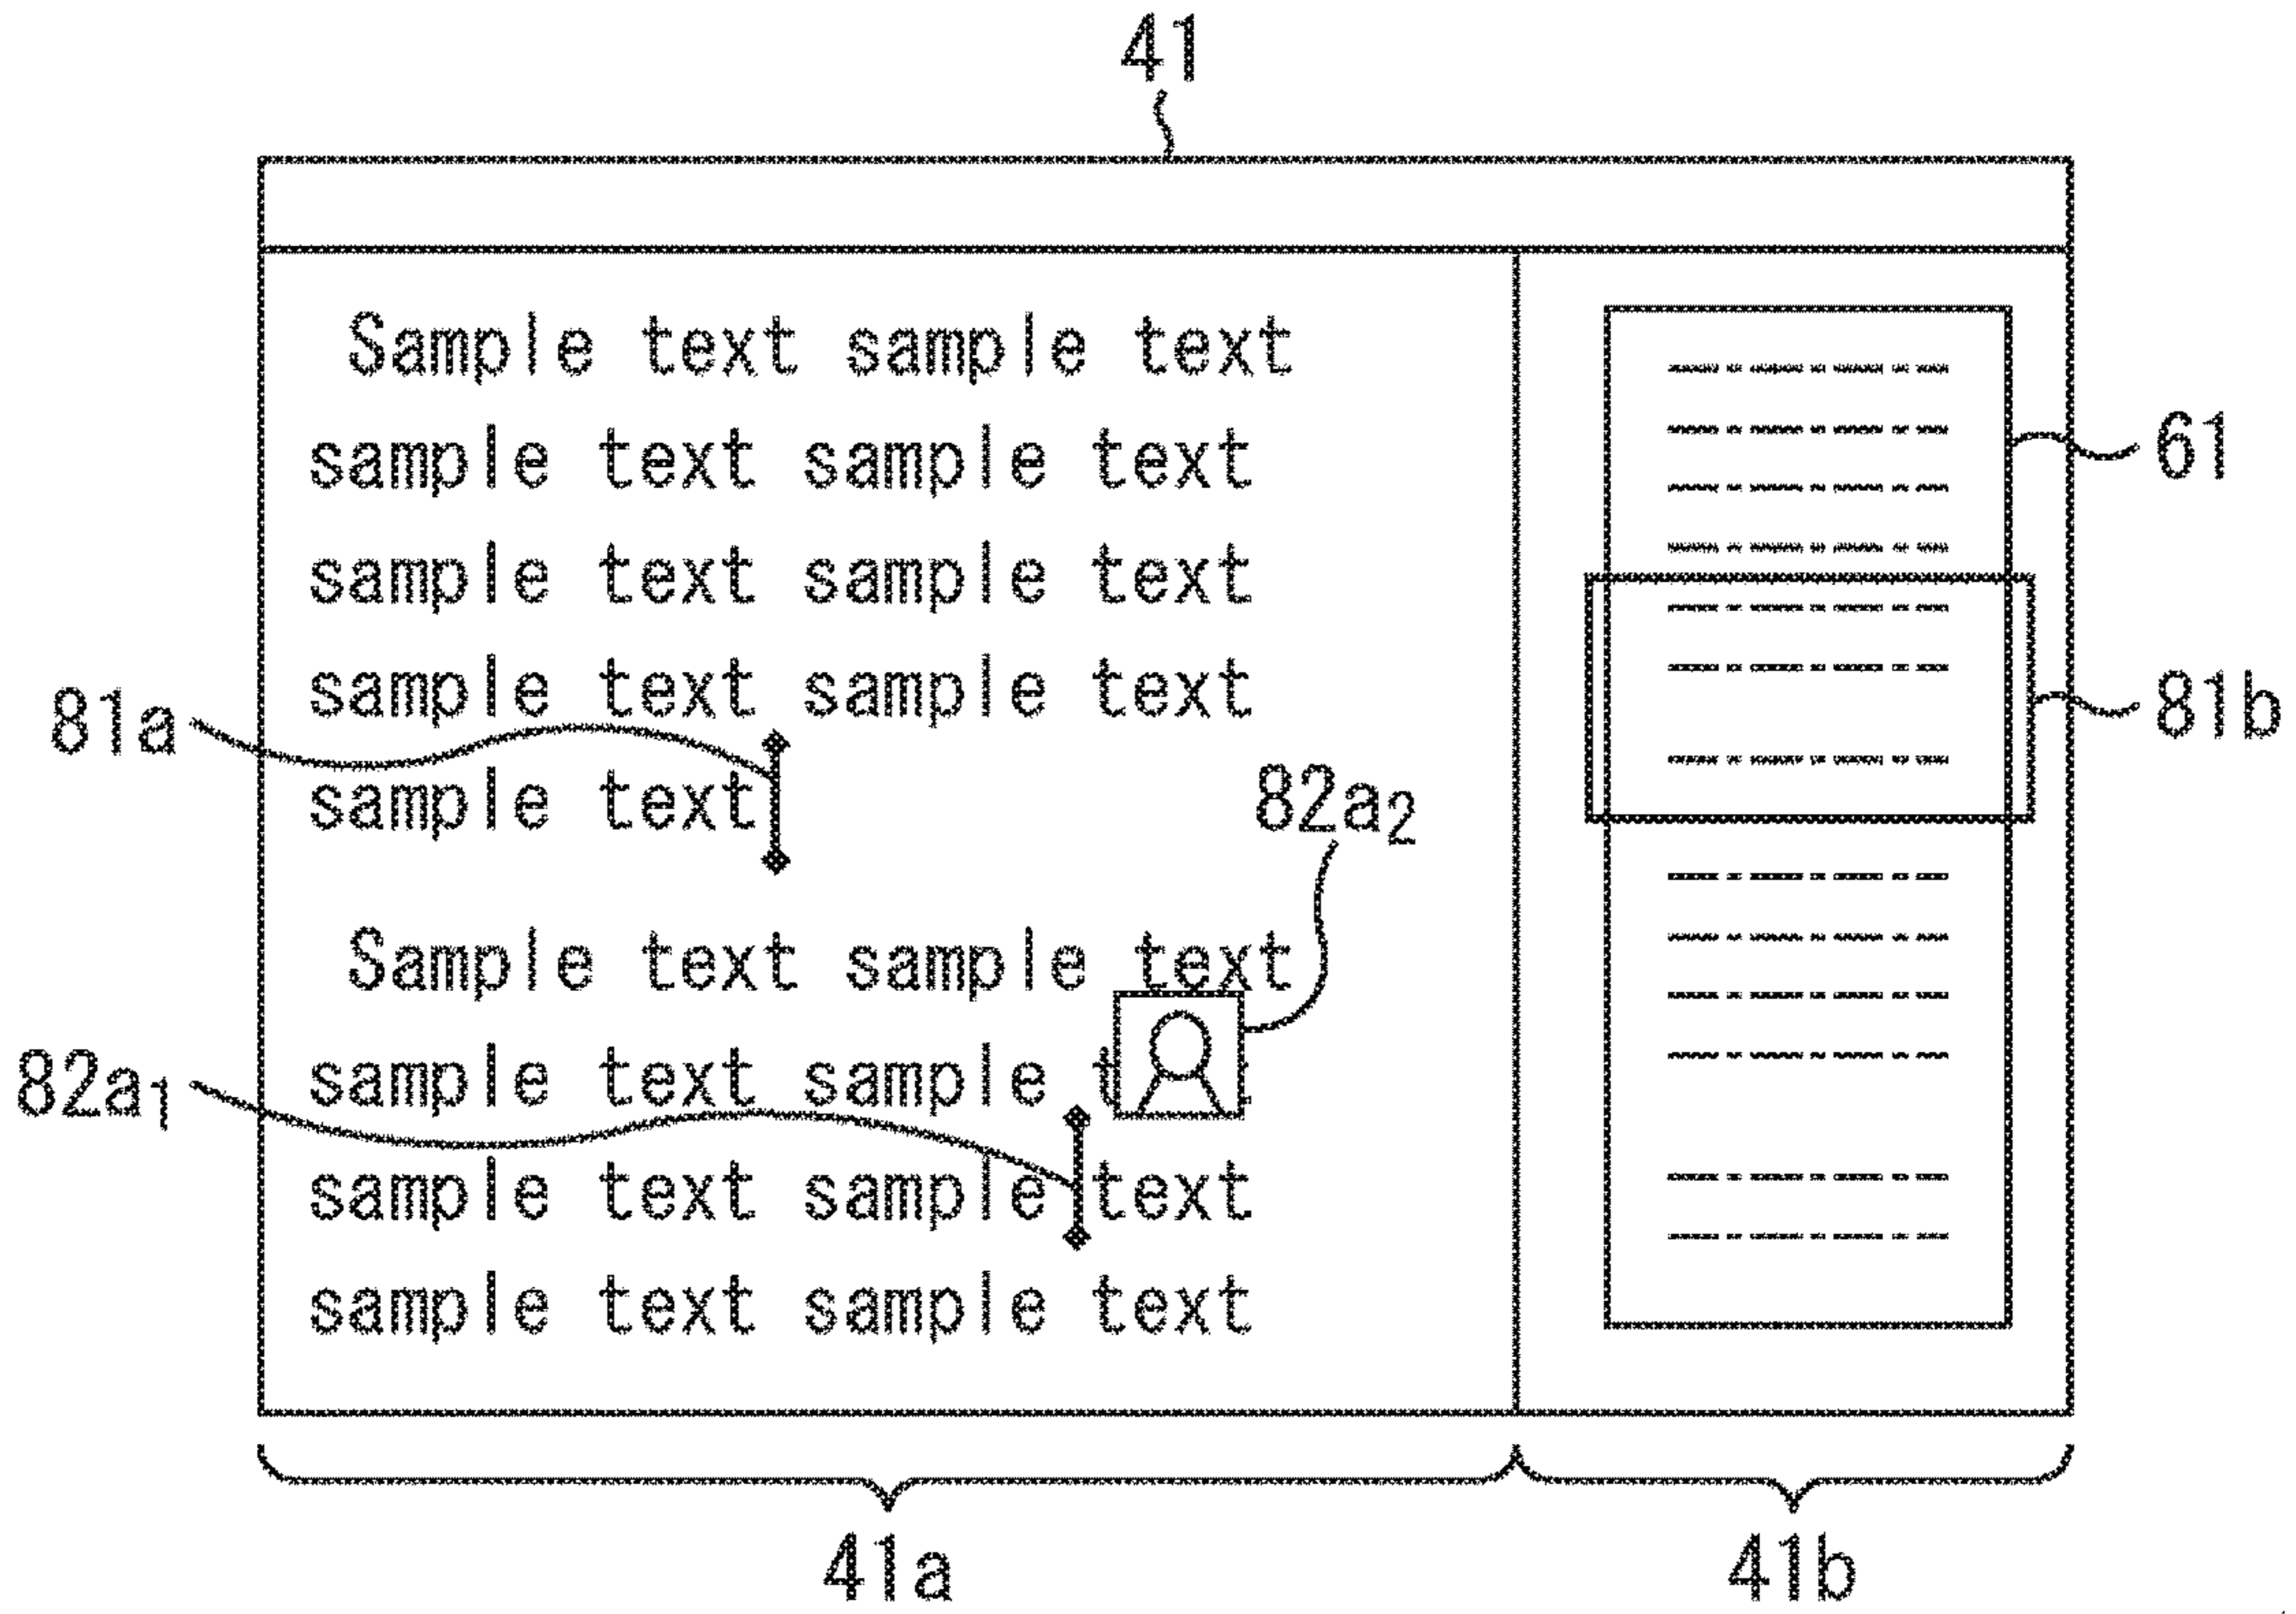 41
Sample text sample text
sample text sample text
61
sample text sample text
sample text sample text
81a
81b
sample text
82a2
Sample text sample text
sample text sample t
82a1
sample text sample text
sample text sample text
41a
41b